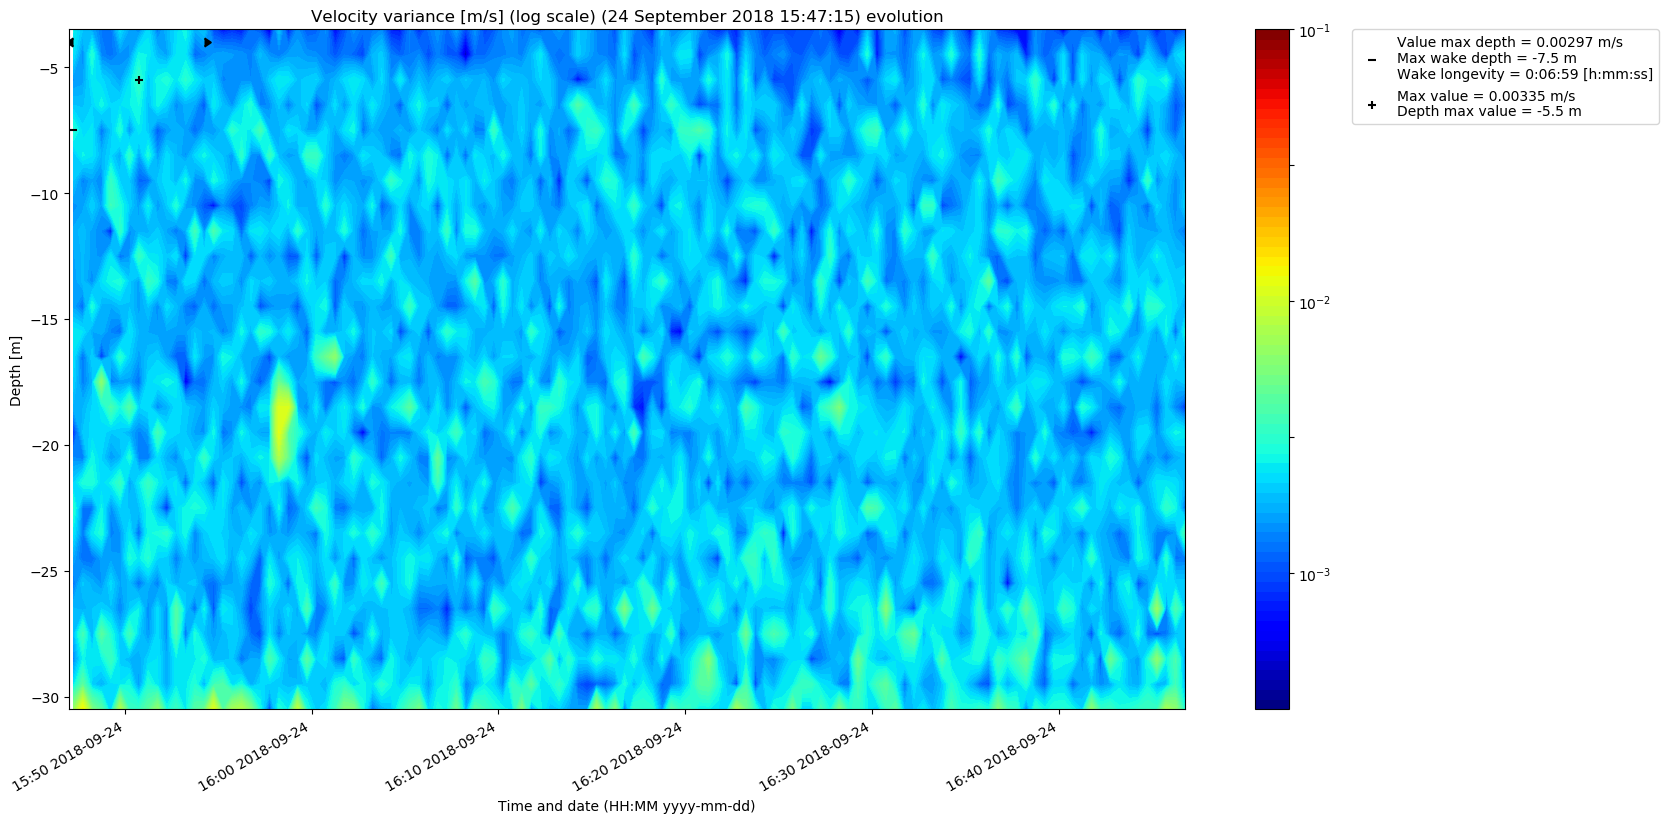 Velocity variance [m/s] (log scale) (24 September 2018 15:47:15) evolution
Value max depth = 0.00297 m/s
Max wake depth = -7.5 m
Wake longevity = 0:06:59 [h:mm:ss]
Max value = 0.00335 m/s
Depth max value = -5.5 m
Depth [m]
−5
−10
−15
−20
−25
−30
10⁻¹
10⁻²
10⁻³
15:50 2018-09-24
16:00 2018-09-24
16:10 2018-09-24
16:20 2018-09-24
16:30 2018-09-24
16:40 2018-09-24
Time and date (HH:MM yyyy-mm-dd)